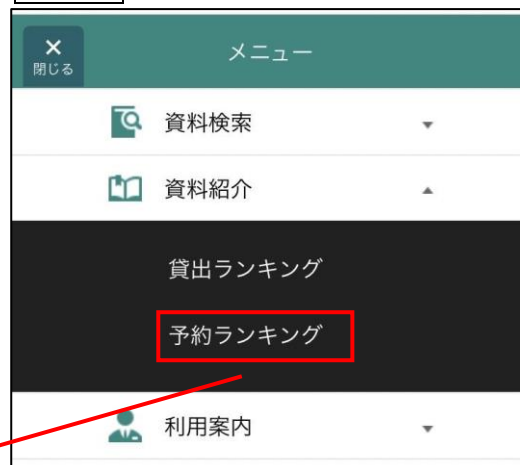 ×
閉じる
メニュー
資料検索
資料紹介
貸出ランキング
予約ランキング
利用案内